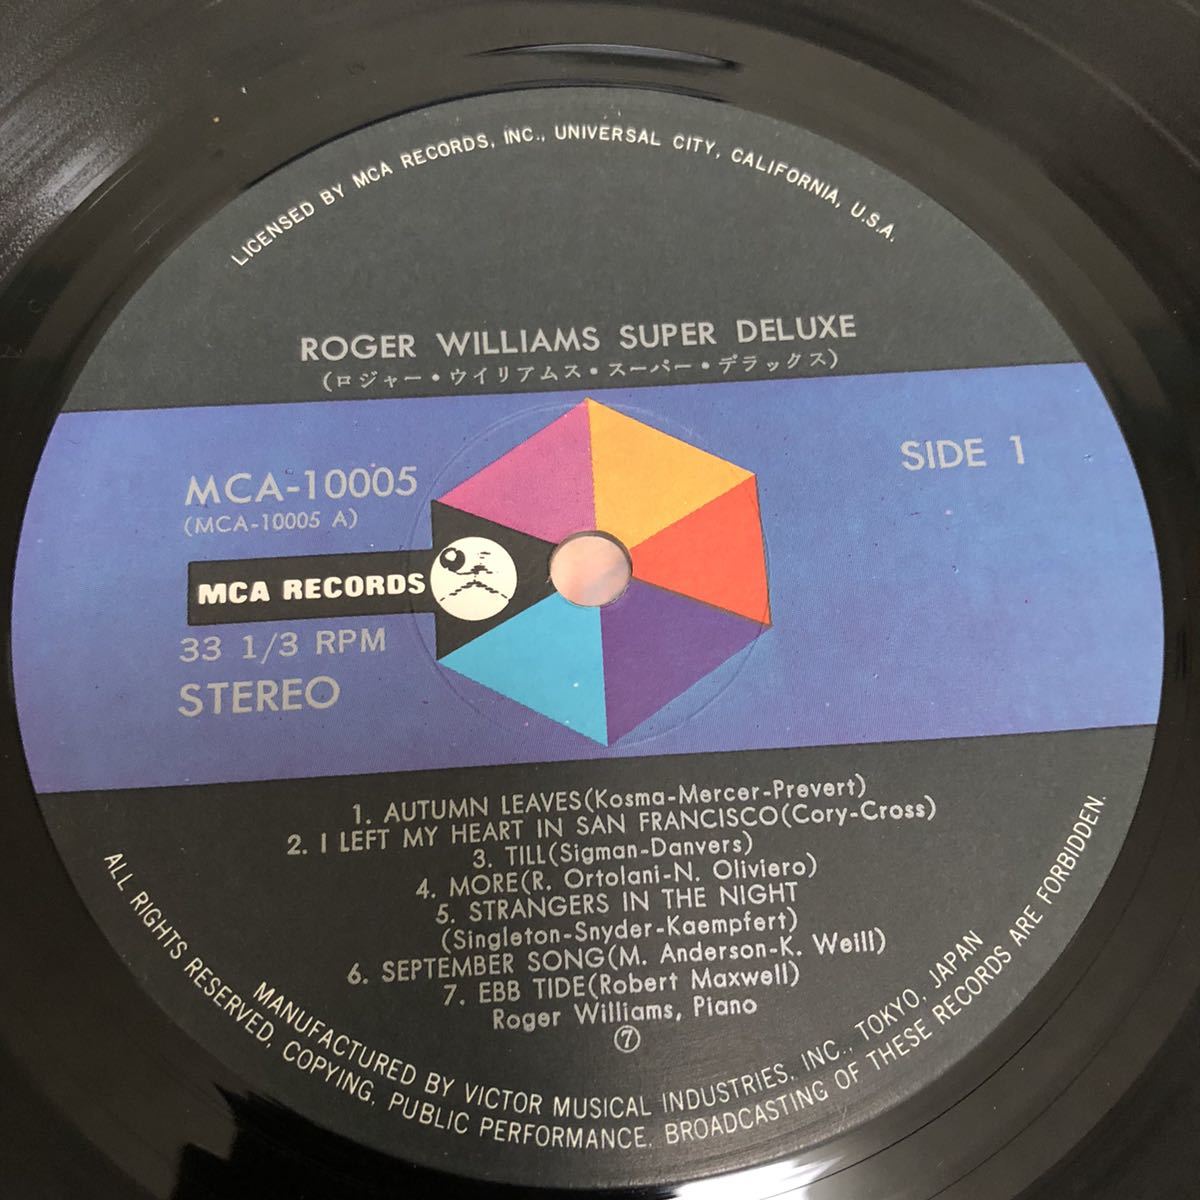 LICENSED BY MCA RECORDS, INC., UNIVERSAL CITY, CALIFORNIA, U.S.A.
ROGER WILLIAMS SUPER DELUXE
(ロジャー・ウイリアムス・スーパー・デラックス)
MCA-10005
(MCA-10005 A)
SIDE 1
MCA RECORDS
33 1/3 RPM
STEREO
1. AUTUMN LEAVES(Kosma-Mercer-Prevert)
2. I LEFT MY HEART IN SAN FRANCISCO(Cory-Cross)
3. TILL(Sigman-Danvers)
4. MORE(R. Ortolani-N. Oliviero)
5. STRANGERS IN THE NIGHT
(Singleton-Snyder-Kaempfert)
6. SEPTEMBER SONG(M. Anderson-K. Weill)
7. EBB TIDE(Robert Maxwell)
Roger Williams, Piano
⑦
MANUFACTURED BY VICTOR MUSICAL INDUSTRIES, INC., TOKYO, JAPAN
ALL RIGHTS RESERVED, COPYING, PUBLIC PERFORMANCE, BROADCASTING OF THESE RECORDS ARE FORBIDDEN.